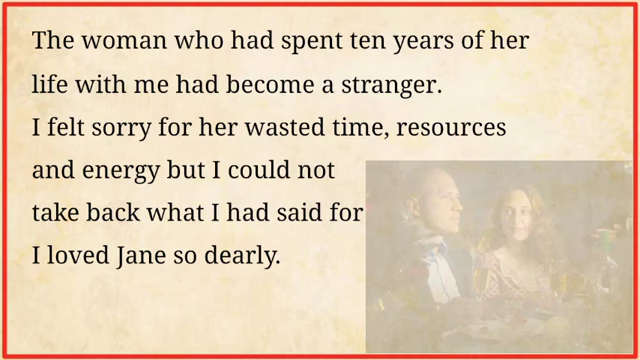 The woman who had spent ten years of her
life with me had become a stranger.
I felt sorry for her wasted time, resources
and energy but I could not
take back what I had said for
I loved Jane so dearly.